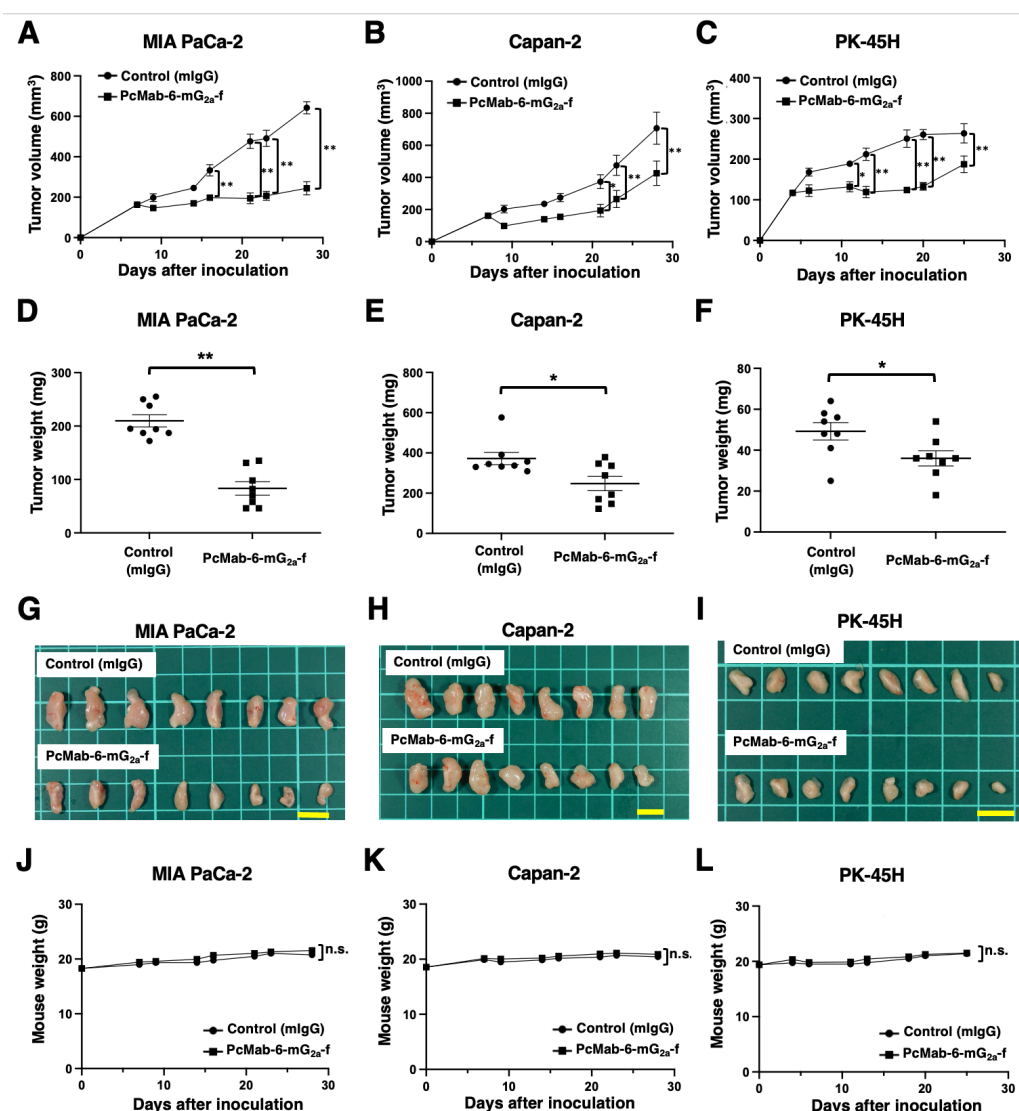 A
MIA PaCa-2
Tumor volume (mm³)
800
600
400
200
0
Control (mIgG)
PcMab-6-mG₂ₐ-f
**
**
**
**
0
10
20
30
Days after inoculation
B
Capan-2
Tumor volume (mm³)
1000
800
600
400
200
0
Control (mIgG)
PcMab-6-mG₂ₐ-f
*
**
**
0
10
20
30
Days after inoculation
C
PK-45H
Tumor volume (mm³)
400
300
200
100
0
Control (mIgG)
PcMab-6-mG₂ₐ-f
*
**
**
**
**
0
10
20
30
Days after inoculation
D
MIA PaCa-2
Tumor weight (mg)
300
200
100
0
**
Control
(mIgG)
PcMab-6-mG₂ₐ-f
E
Capan-2
Tumor weight (mg)
800
600
400
200
0
*
Control
(mIgG)
PcMab-6-mG₂ₐ-f
F
PK-45H
Tumor weight (mg)
80
60
40
20
0
*
Control
(mIgG)
PcMab-6-mG₂ₐ-f
G
MIA PaCa-2
Control (mIgG)
PcMab-6-mG₂ₐ-f
H
Capan-2
Control (mIgG)
PcMab-6-mG₂ₐ-f
I
PK-45H
Control (mIgG)
PcMab-6-mG₂ₐ-f
J
MIA PaCa-2
Mouse weight (g)
30
20
10
0
n.s.
Control (mIgG)
PcMab-6-mG₂ₐ-f
0
10
20
30
Days after inoculation
K
Capan-2
Mouse weight (g)
30
20
10
0
n.s.
Control (mIgG)
PcMab-6-mG₂ₐ-f
0
10
20
30
Days after inoculation
L
PK-45H
Mouse weight (g)
30
20
10
0
n.s.
Control (mIgG)
PcMab-6-mG₂ₐ-f
0
10
20
30
Days after inoculation